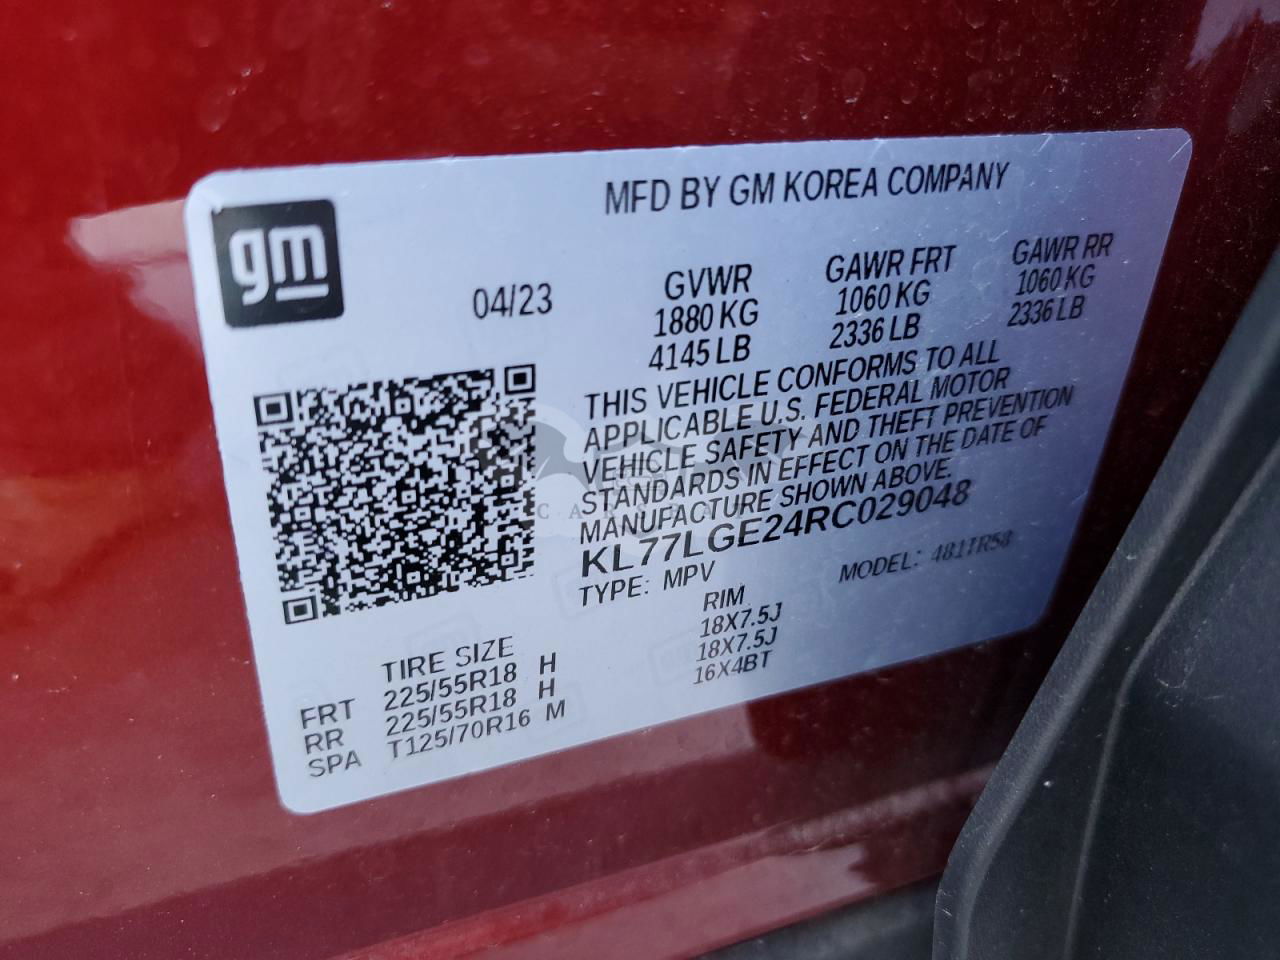 MFD BY GM KOREA COMPANY
gm
04/23
GVWR
1880 KG
4145 LB
GAWR FRT
1060 KG
2336 LB
GAWR RR
1060 KG
2336 LB
THIS VEHICLE CONFORMS TO ALL
APPLICABLE U.S. FEDERAL MOTOR
VEHICLE SAFETY AND THEFT PREVENTION
STANDARDS IN EFFECT ON THE DATE OF
MANUFACTURE SHOWN ABOVE.
KL77LGE24RC029048
TYPE: MPV
MODEL: 481TR58
TIRE SIZE RIM
FRT 225/55R18 H 18X7.5J
RR 225/55R18 H 18X7.5J
SPA T125/70R16 M 16X4BT